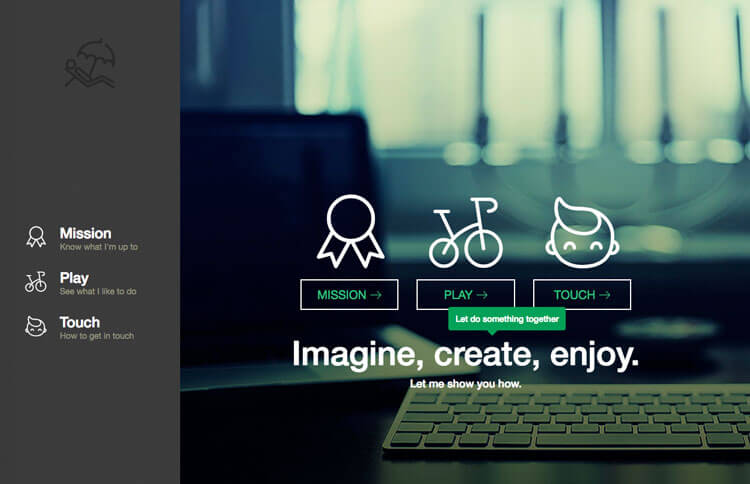 Mission
Know what I'm up to
Play
See what I like to do
Touch
How to get in touch
MISSION →
PLAY →
TOUCH →
Let do something together
Imagine, create, enjoy.
Let me show you how.